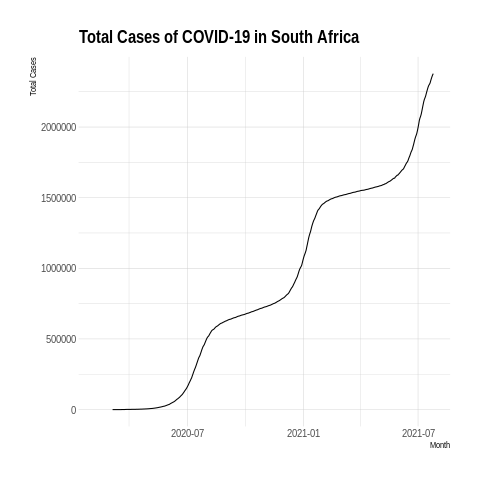 Total Cases of COVID-19 in South Africa
Total Cases
2000000
1500000
1000000
500000
0
2020-07 2021-01 2021-07
Month